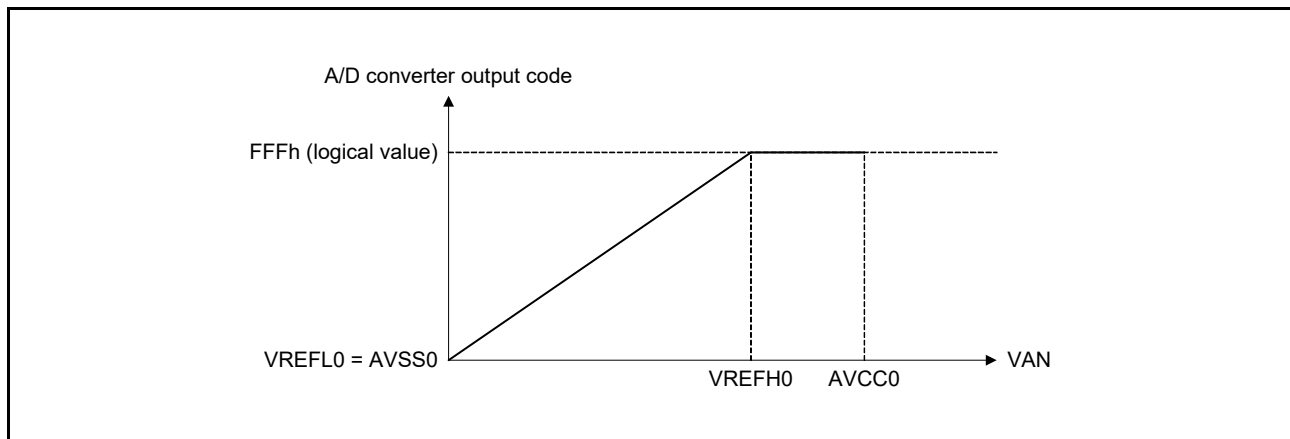 A/D converter output code
FFFh (logical value)
VREFL0 = AVSS0
VAN
VREFH0
AVCC0